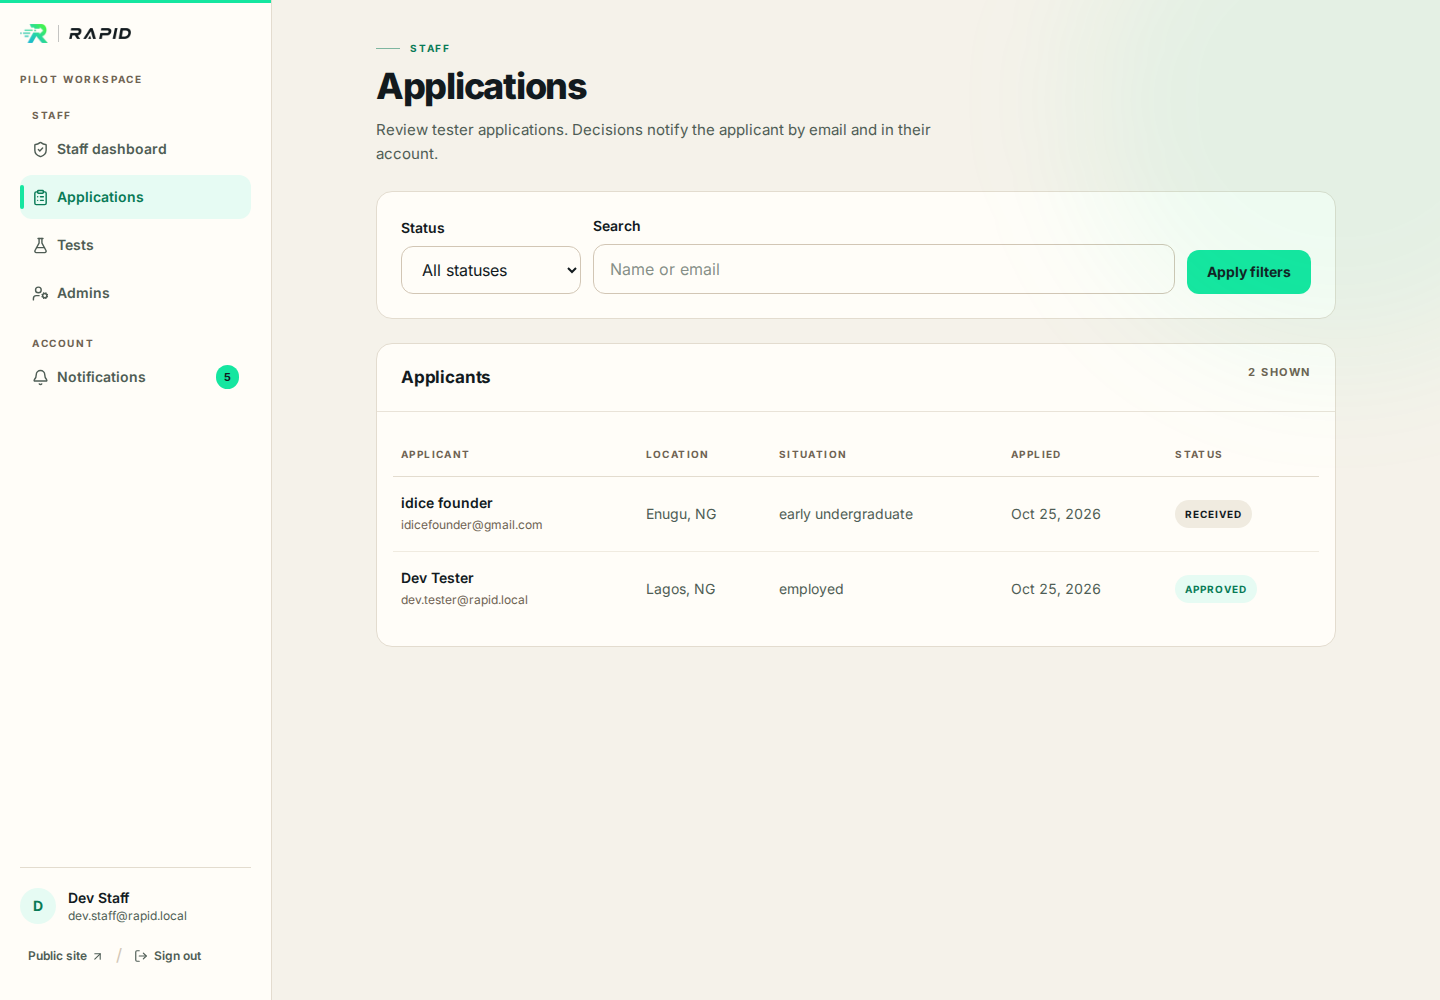 RAPID
PILOT WORKSPACE
STAFF
Staff dashboard
Applications
Tests
Admins
ACCOUNT
Notifications 5
D
Dev Staff
dev.staff@rapid.local
Public site / Sign out
STAFF
Applications
Review tester applications. Decisions notify the applicant by email and in their
account.
Status
All statuses
Search
Name or email
Apply filters
Applicants
2 SHOWN
APPLICANT LOCATION SITUATION APPLIED STATUS
idice founder
idicefounder@gmail.com
Enugu, NG early undergraduate Oct 25, 2026 RECEIVED
Dev Tester
dev.tester@rapid.local
Lagos, NG employed Oct 25, 2026 APPROVED